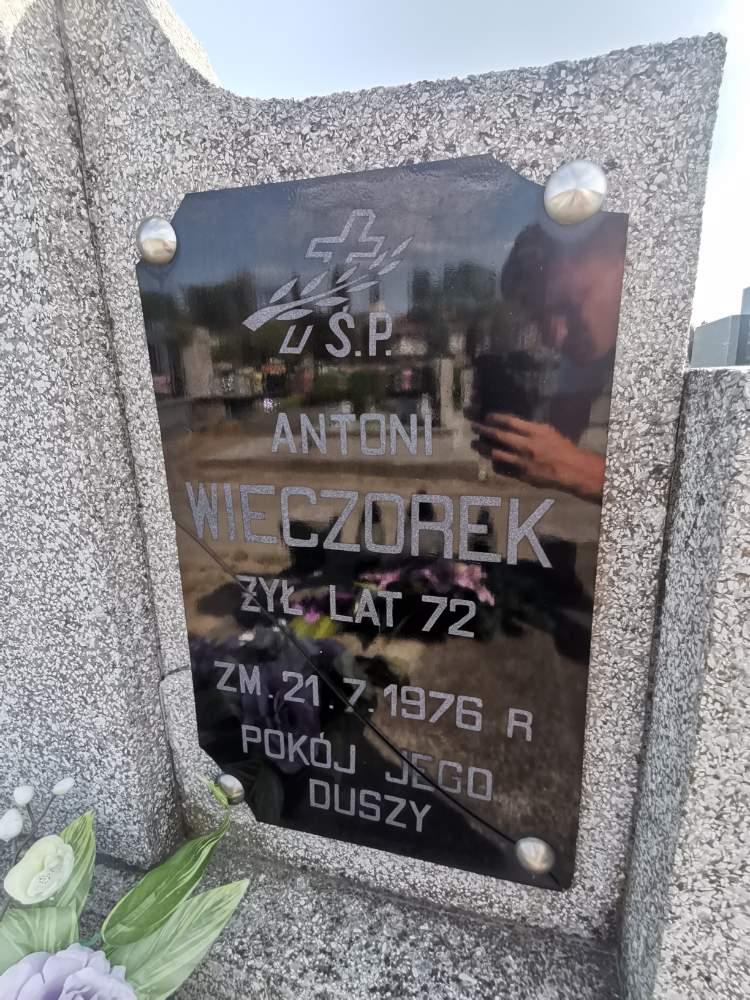 Ś.P.
ANTONI
WIECZOREK
ŻYŁ LAT 72
ZM. 21.7.1976 R
POKÓJ JEGO
DUSZY